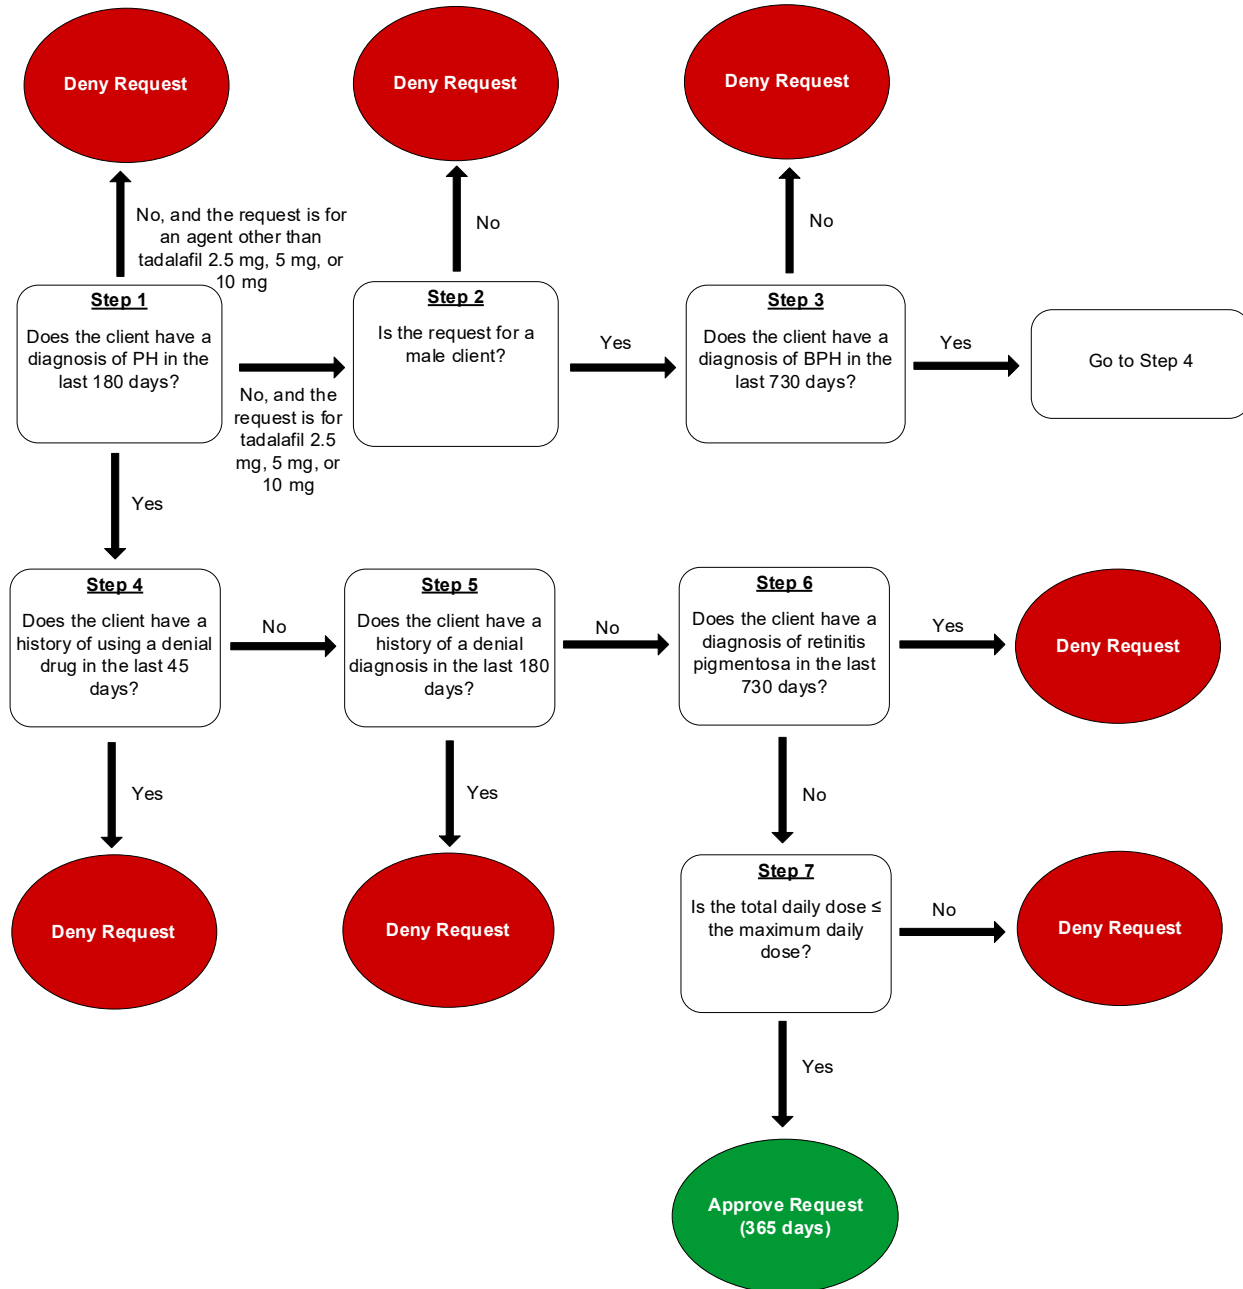 Deny Request
Deny Request
Deny Request
No, and the request is for
an agent other than
tadalafil 2.5 mg, 5 mg, or
10 mg
No
No
Step 1
Does the client have a
diagnosis of PH in the
last 180 days?
No, and the
request is for
tadalafil 2.5
mg, 5 mg, or
10 mg
Step 2
Is the request for a
male client?
Yes
Step 3
Does the client have a
diagnosis of BPH in the
last 730 days?
Yes
Go to Step 4
Yes
Step 4
Does the client have a
history of using a denial
drug in the last 45
days?
No
Step 5
Does the client have a
history of a denial
diagnosis in the last 180
days?
No
Step 6
Does the client have a
diagnosis of retinitis
pigmentosa in the last
730 days?
Yes
Deny Request
Yes
Yes
No
Deny Request
Deny Request
Step 7
Is the total daily dose ≤
the maximum daily
dose?
No
Deny Request
Yes
Approve Request
(365 days)